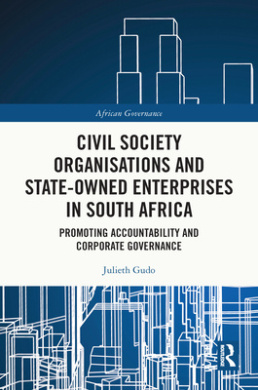 African Governance
CIVIL SOCIETY
ORGANISATIONS AND
STATE-OWNED ENTERPRISES
IN SOUTH AFRICA
PROMOTING ACCOUNTABILITY AND
CORPORATE GOVERNANCE
Julieth Gudo
ROUTLEDGE